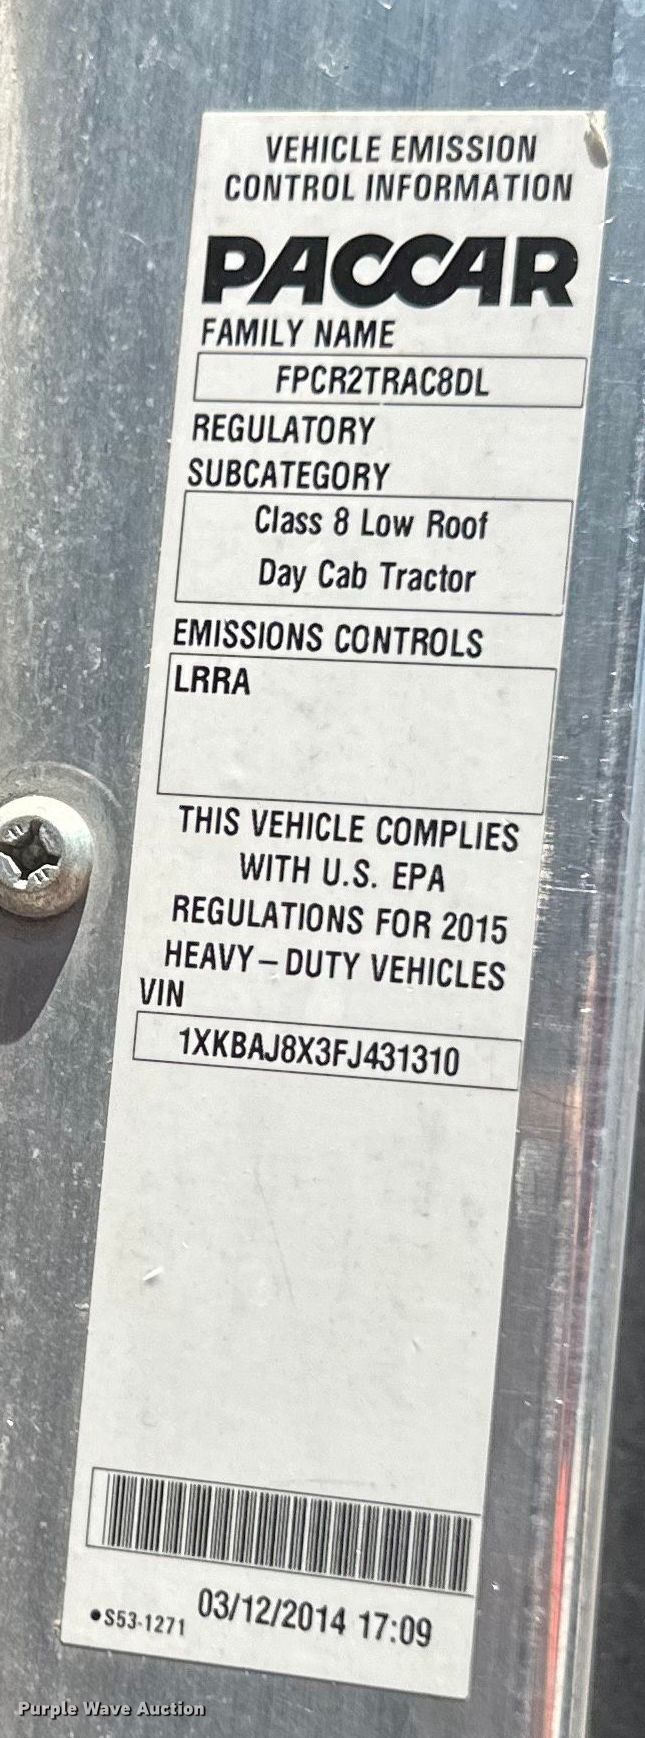 VEHICLE EMISSION
CONTROL INFORMATION
PACCAR
FAMILY NAME
FPCR2TRAC8DL
REGULATORY
SUBCATEGORY
Class 8 Low Roof
Day Cab Tractor
EMISSIONS CONTROLS
LRRA
THIS VEHICLE COMPLIES
WITH U.S. EPA
REGULATIONS FOR 2015
HEAVY-DUTY VEHICLES
VIN
1XKBAJ8X3FJ431310
•S53-1271 03/12/2014 17:09
Purple Wave Auction